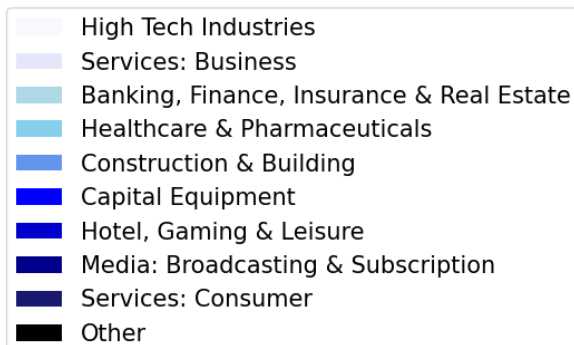 High Tech Industries
Services: Business
Banking, Finance, Insurance & Real Estate
Healthcare & Pharmaceuticals
Construction & Building
Capital Equipment
Hotel, Gaming & Leisure
Media: Broadcasting & Subscription
Services: Consumer
Other